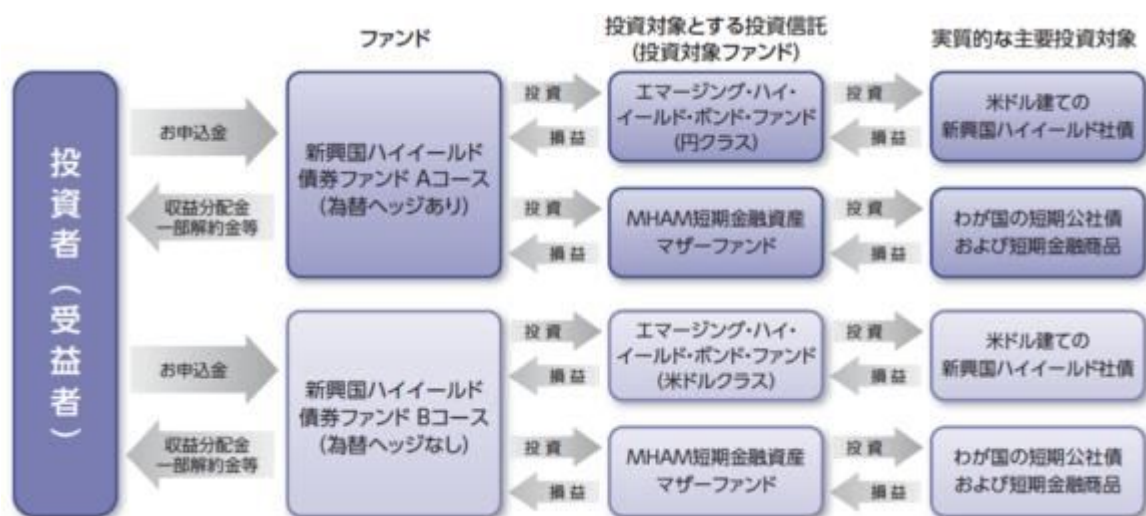 ファンド
投資対象とする投資信託
(投資対象ファンド)
実質的な主要投資対象
投資者(受益者)
お申込金
収益分配金
一部解約金等
新興国ハイイールド
債券ファンド Aコース
(為替ヘッジあり)
投資
損益
エマージング・ハイ・
イールド・ボンド・ファンド
(円クラス)
投資
損益
米ドル建ての
新興国ハイイールド社債
投資
損益
MHAM短期金融資産
マザーファンド
投資
損益
わが国の短期公社債
および短期金融商品
お申込金
収益分配金
一部解約金等
新興国ハイイールド
債券ファンド Bコース
(為替ヘッジなし)
投資
損益
エマージング・ハイ・
イールド・ボンド・ファンド
(米ドルクラス)
投資
損益
米ドル建ての
新興国ハイイールド社債
投資
損益
MHAM短期金融資産
マザーファンド
投資
損益
わが国の短期公社債
および短期金融商品